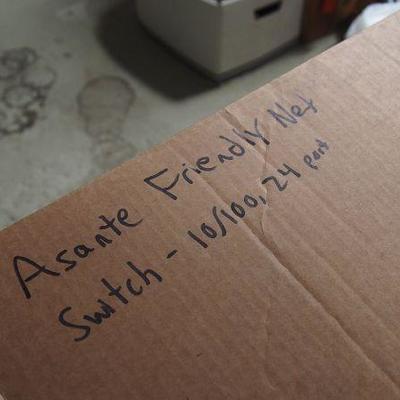 Asante Friendly Net
Switch - 10/100, 24 port